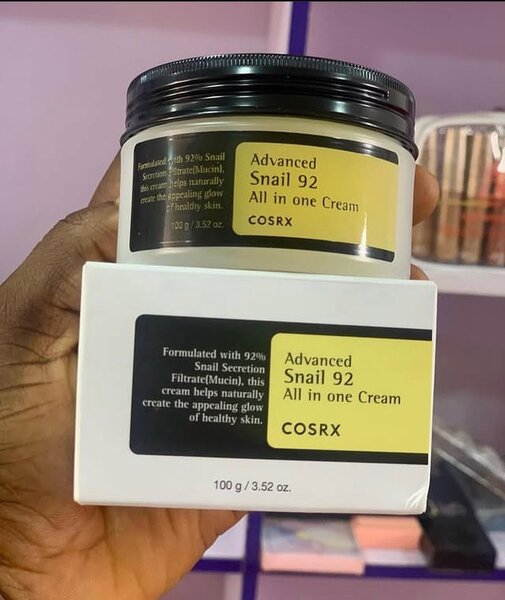 Formulated with 92% Snail
Secretion Filtrate(Mucin),
this cream helps naturally
create the appealing glow
of healthy skin.
100 g / 3.52 oz.
Advanced
Snail 92
All in one Cream
COSRX
Formulated with 92%
Snail Secretion
Filtrate(Mucin), this
cream helps naturally
create the appealing glow
of healthy skin.
Advanced
Snail 92
All in one Cream
COSRX
100 g / 3.52 oz.